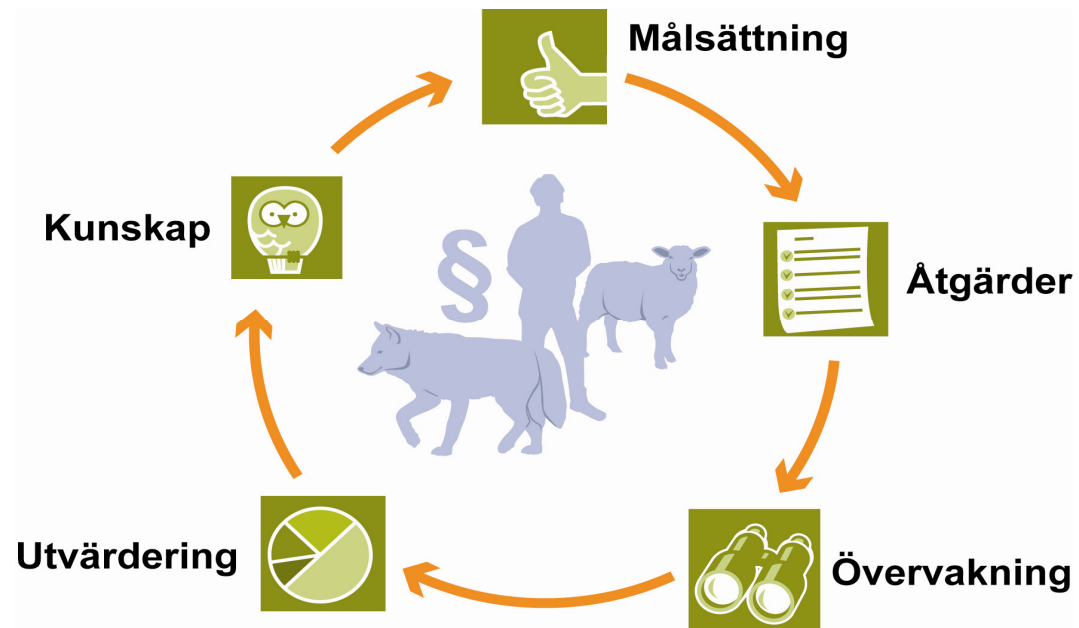 Målsättning
Kunskap
§
Åtgärder
Utvärdering
Övervakning